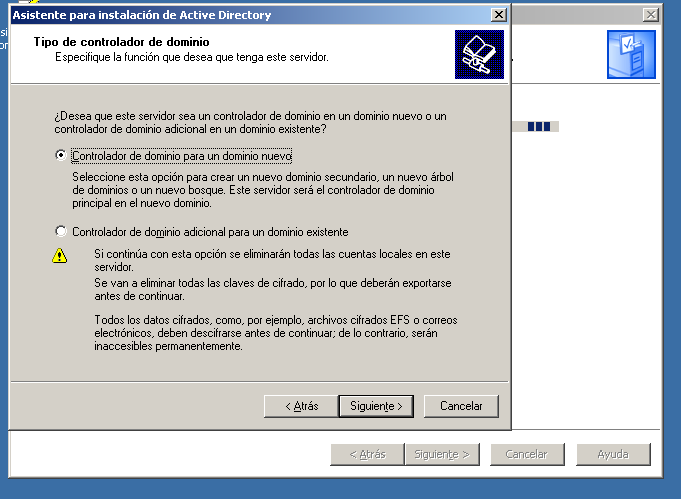 Asistente para instalación de Active Directory
Tipo de controlador de dominio
Especifique la función que desea que tenga este servidor.
¿Desea que este servidor sea un controlador de dominio en un dominio nuevo o un
controlador de dominio adicional en un dominio existente?
Controlador de dominio para un dominio nuevo
Seleccione esta opción para crear un nuevo dominio secundario, un nuevo árbol
de dominios o un nuevo bosque. Este servidor será el controlador de dominio
principal en el nuevo dominio.
Controlador de dominio adicional para un dominio existente
Si continúa con esta opción se eliminarán todas las cuentas locales en este
servidor.
Se van a eliminar todas las claves de cifrado, por lo que deberán exportarse
antes de continuar.
Todos los datos cifrados, como, por ejemplo, archivos cifrados EFS o correos
electrónicos, deben descifrarse antes de continuar; de lo contrario, serán
inaccesibles permanentemente.
< Atrás Siguiente > Cancelar
< Atrás Siguiente > Cancelar Ayuda